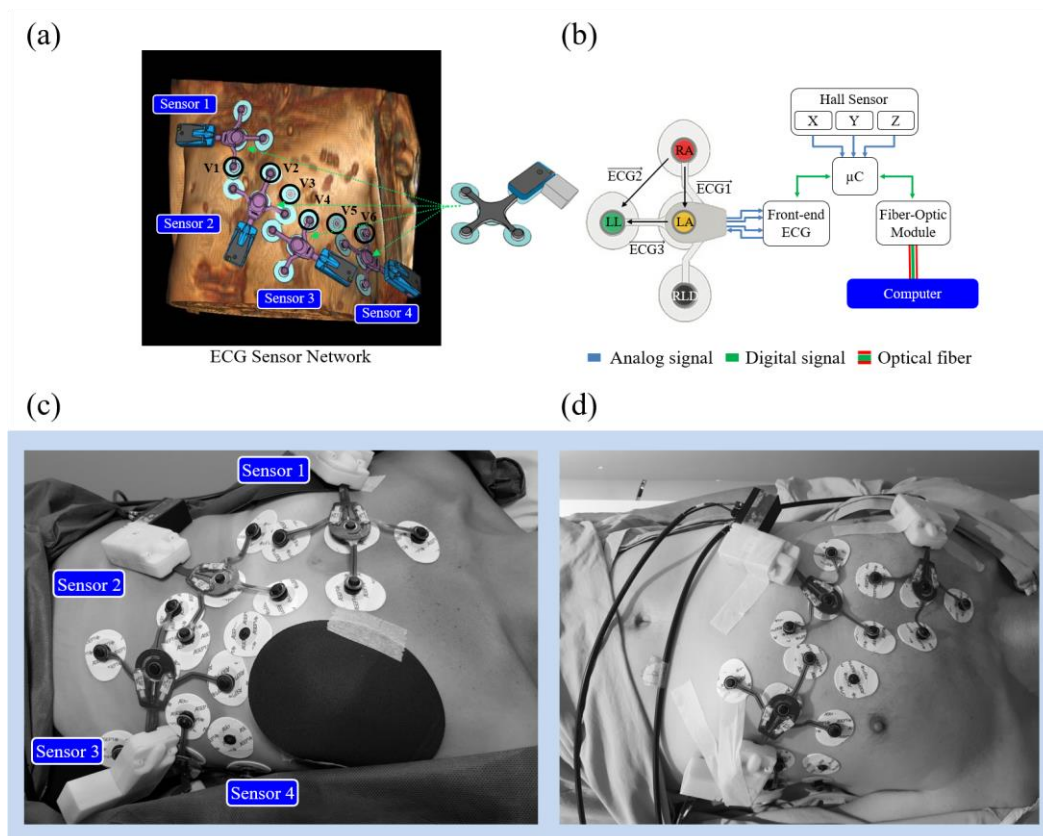 (a)
Sensor 1
V1
V2
V3
V4
V5
V6
Sensor 2
Sensor 3
Sensor 4
ECG Sensor Network
(b)
RA
ECG2
ECG1
LL
LA
ECG3
RLD
Hall Sensor
X Y Z
µC
Front-end
ECG
Fiber-Optic
Module
Computer
Analog signal Digital signal Optical fiber
(c)
Sensor 1
Sensor 2
Sensor 3
Sensor 4
(d)